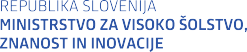 REPUBLIKA SLOVENIJA
MINISTRSTVO ZA VISOKO ŠOLSTVO,
ZNANOST IN INOVACIJE